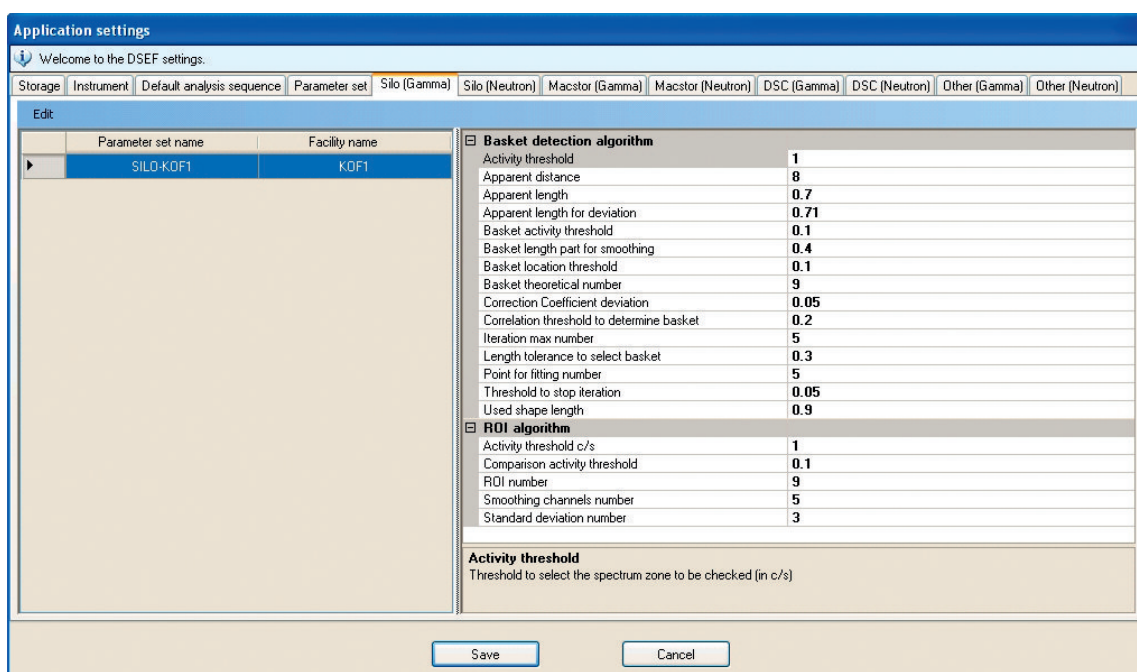 Application settings
Welcome to the DSEF settings.
Storage Instrument Default analysis sequence Parameter set Silo (Gamma) Silo (Neutron) Macstor (Gamma) Macstor (Neutron) DSC (Gamma) DSC (Neutron) Other (Gamma) Other (Neutron)
Edit
Parameter set name Facility name
SILO-KOF1 KOF1
Basket detection algorithm
Activity threshold 1
Apparent distance 8
Apparent length 0.7
Apparent length for deviation 0.71
Basket activity threshold 0.1
Basket length part for smoothing 0.4
Basket location threshold 0.1
Basket theoretical number 9
Correction Coefficient deviation 0.05
Correlation threshold to determine basket 0.2
Iteration max number 5
Length tolerance to select basket 0.3
Point for fitting number 5
Threshold to stop iteration 0.05
Used shape length 0.9
ROI algorithm
Activity threshold c/s 1
Comparison activity threshold 0.1
ROI number 9
Smoothing channels number 5
Standard deviation number 3
Activity threshold
Threshold to select the spectrum zone to be checked (in c/s)
Save Cancel